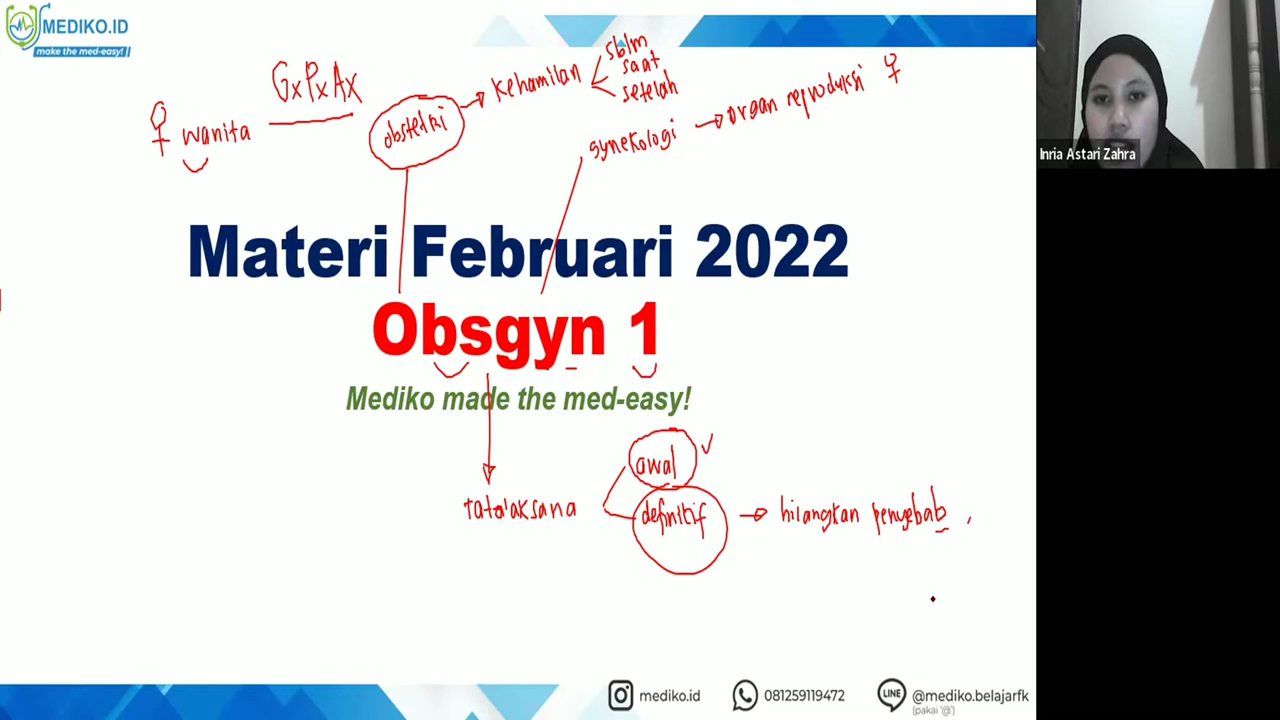 MEDIKO.ID
make the med-easy!
GxPxAx
♀ wanita
obstetri
kehamilan
sblm
saat
setelah
gynekologi
organ reproduksi ♀
Inria Astari Zahra
Materi Februari 2022
Obsgyn 1
Mediko made the med-easy!
tatalaksana
awal
definitif
hilangkan penyebab
mediko.id
081259119472
@mediko.belajarfk
(pakai '@')